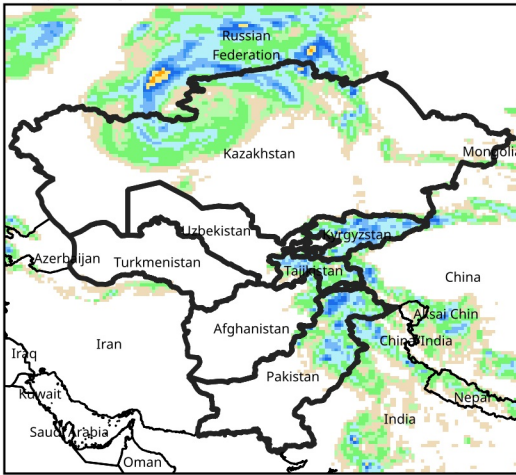 Russian
Federation
Kazakhstan
Mongolia
Uzbekistan
Kyrgyzstan
Azerbaijan
Turkmenistan
Tajikistan
China
Aksai Chin
Afghanistan
Iran
China/India
Iraq
Pakistan
Kuwait
Nepal
India
Saudi Arabia
Oman